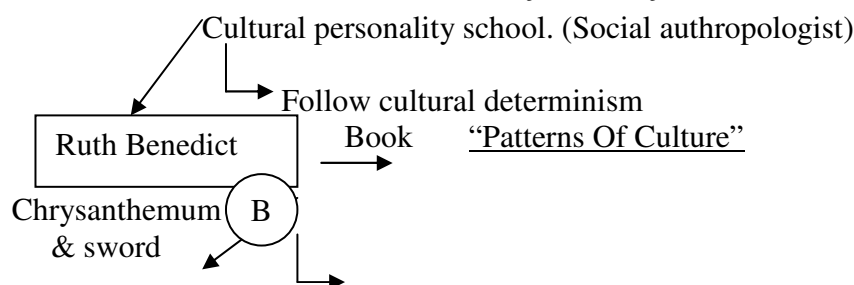 Cultural personality school. (Social authropologist)
Follow cultural determinism
Ruth Benedict
Book “Patterns Of Culture”
Chrysanthemum
& sword
B